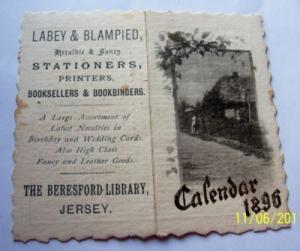 LABEY & BLAMPIED,
Heraldic & Fancy
STATIONERS,
PRINTERS,
BOOKSELLERS & BOOKBINDERS.
A Large Assortment of
Latest Novelties in
Birthday and Wedding Cards.
Also High Class
Fancy and Leather Goods.
THE BERESFORD LIBRARY,
JERSEY.
Calendar
1896
11/06/201